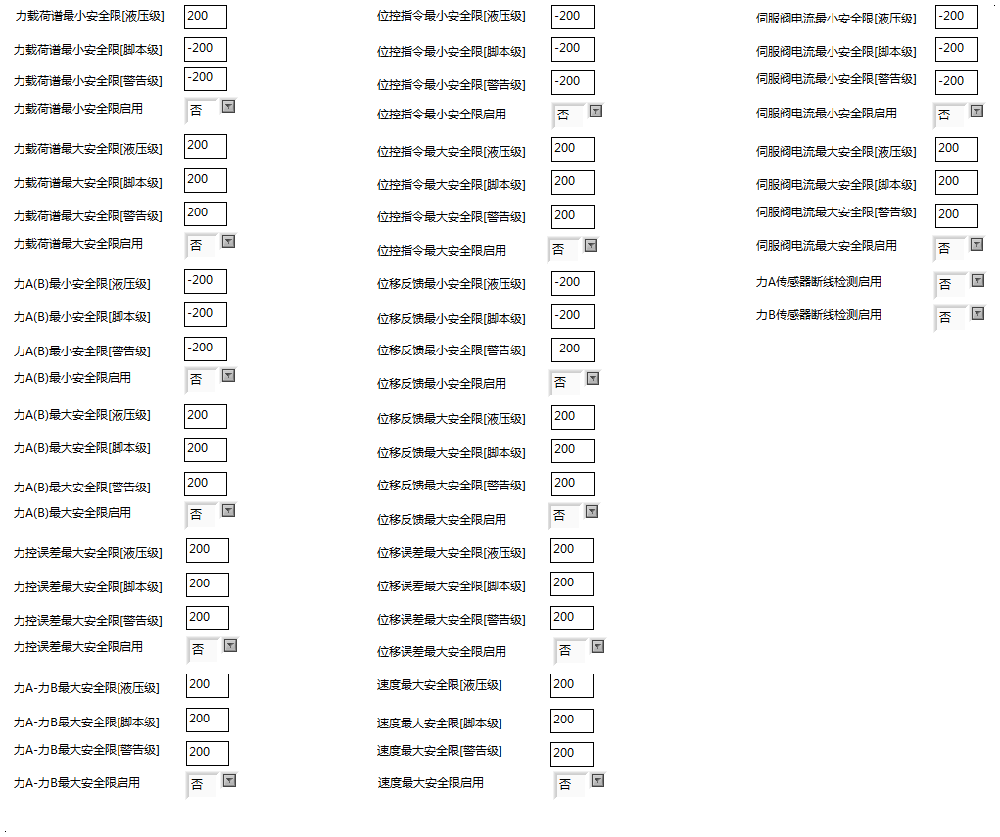 力载荷谱最小安全限[液压级] 200
力载荷谱最小安全限[脚本级] -200
力载荷谱最小安全限[警告级] -200
力载荷谱最小安全限启用 否
力载荷谱最大安全限[液压级] 200
力载荷谱最大安全限[脚本级] 200
力载荷谱最大安全限[警告级] 200
力载荷谱最大安全限启用 否
力A(B)最小安全限[液压级] -200
力A(B)最小安全限[脚本级] -200
力A(B)最小安全限[警告级] -200
力A(B)最小安全限启用 否
力A(B)最大安全限[液压级] 200
力A(B)最大安全限[脚本级] 200
力A(B)最大安全限[警告级] 200
力A(B)最大安全限启用 否
力控误差最大安全限[液压级] 200
力控误差最大安全限[脚本级] 200
力控误差最大安全限[警告级] 200
力控误差最大安全限启用 否
力A-力B最大安全限[液压级] 200
力A-力B最大安全限[脚本级] 200
力A-力B最大安全限[警告级] 200
力A-力B最大安全限启用 否
位控指令最小安全限[液压级] -200
位控指令最小安全限[脚本级] -200
位控指令最小安全限[警告级] -200
位控指令最小安全限启用 否
位控指令最大安全限[液压级] 200
位控指令最大安全限[脚本级] 200
位控指令最大安全限[警告级] 200
位控指令最大安全限启用 否
位移反馈最小安全限[液压级] -200
位移反馈最小安全限[脚本级] -200
位移反馈最小安全限[警告级] -200
位移反馈最小安全限启用 否
位移反馈最大安全限[液压级] 200
位移反馈最大安全限[脚本级] 200
位移反馈最大安全限[警告级] 200
位移反馈最大安全限启用 否
位移误差最大安全限[液压级] 200
位移误差最大安全限[脚本级] 200
位移误差最大安全限[警告级] 200
位移误差最大安全限启用 否
速度最大安全限[液压级] 200
速度最大安全限[脚本级] 200
速度最大安全限[警告级] 200
速度最大安全限启用 否
伺服阀电流最小安全限[液压级] -200
伺服阀电流最小安全限[脚本级] -200
伺服阀电流最小安全限[警告级] -200
伺服阀电流最小安全限启用 否
伺服阀电流最大安全限[液压级] 200
伺服阀电流最大安全限[脚本级] 200
伺服阀电流最大安全限[警告级] 200
伺服阀电流最大安全限启用 否
力A传感器断线检测启用 否
力B传感器断线检测启用 否